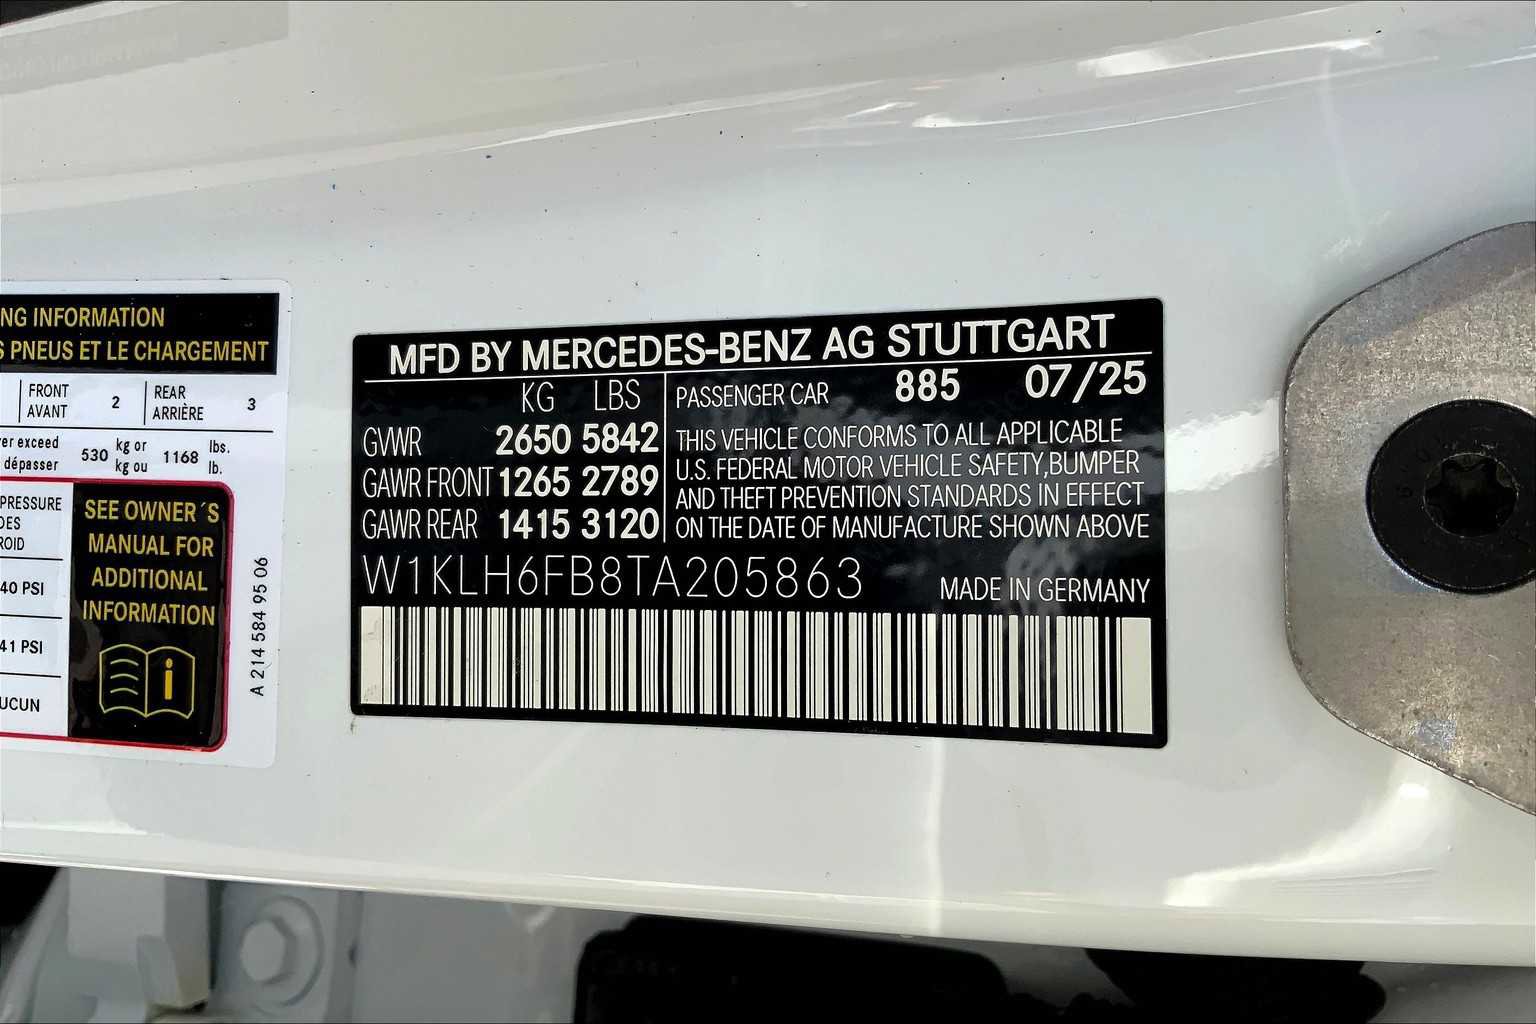 NG INFORMATION
S PNEUS ET LE CHARGEMENT
FRONT
AVANT
2
REAR
ARRIÈRE
3
ver exceed
dépasser
530
kg or
kg ou
1168
lbs.
lb.
PRESSURE
DES
ROID
40 PSI
41 PSI
UCUN
SEE OWNER´S
MANUAL FOR
ADDITIONAL
INFORMATION
A 214 584 95 06
MFD BY MERCEDES-BENZ AG STUTTGART
KG LBS
GVWR 2650 5842
GAWR FRONT 1265 2789
GAWR REAR 1415 3120
PASSENGER CAR 885 07/25
THIS VEHICLE CONFORMS TO ALL APPLICABLE
U.S. FEDERAL MOTOR VEHICLE SAFETY,BUMPER
AND THEFT PREVENTION STANDARDS IN EFFECT
ON THE DATE OF MANUFACTURE SHOWN ABOVE
W1KLH6FB8TA205863
MADE IN GERMANY